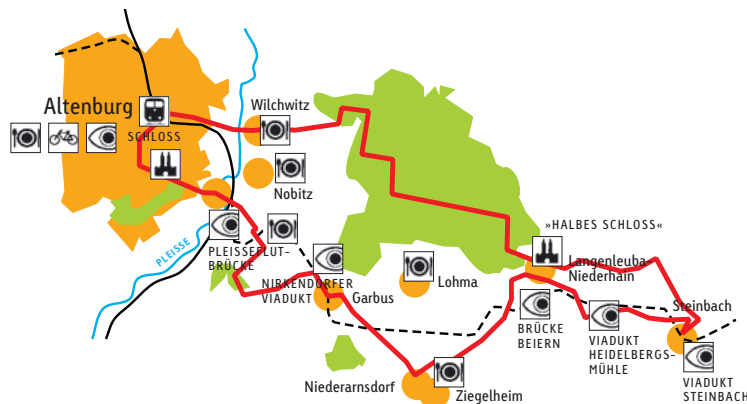 Altenburg
SCHLOSS
Wilchwitz
Nobitz
PLEISSE
PLEISSEFLUT-
BRÜCKE
NIRKENDORFER
VIADUKT
Garbus
Lohma
»HALBES SCHLOSS«
Langenleuba-
Niederhain
Steinbach
BRÜCKE
BEIERN
VIADUKT
HEIDELBERGS-
MÜHLE
VIADUKT
STEINBACH
Niederarnsdorf
Ziegelheim